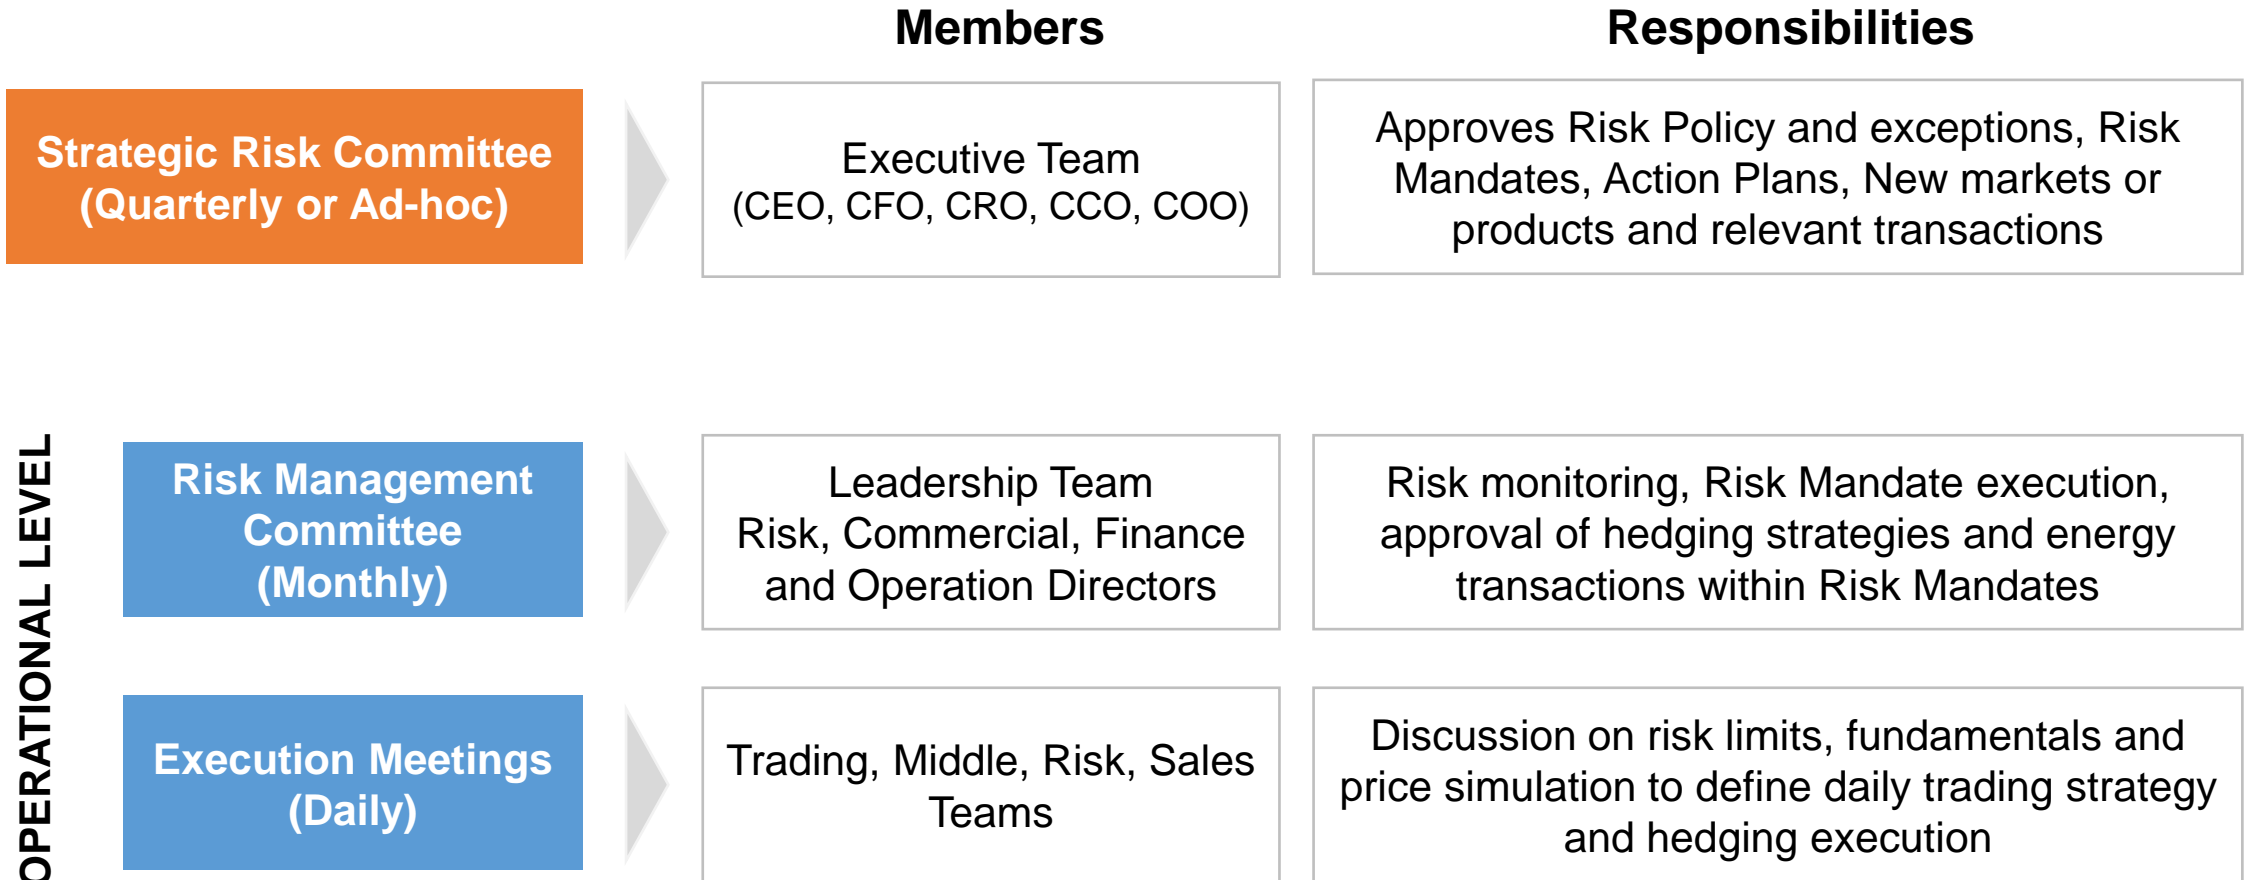 Members
Responsibilities
Strategic Risk Committee
(Quarterly or Ad-hoc)
Executive Team
(CEO, CFO, CRO, CCO, COO)
Approves Risk Policy and exceptions, Risk
Mandates, Action Plans, New markets or
products and relevant transactions
OPERATIONAL LEVEL
Risk Management
Committee
(Monthly)
Leadership Team
Risk, Commercial, Finance
and Operation Directors
Risk monitoring, Risk Mandate execution,
approval of hedging strategies and energy
transactions within Risk Mandates
Execution Meetings
(Daily)
Trading, Middle, Risk, Sales
Teams
Discussion on risk limits, fundamentals and
price simulation to define daily trading strategy
and hedging execution